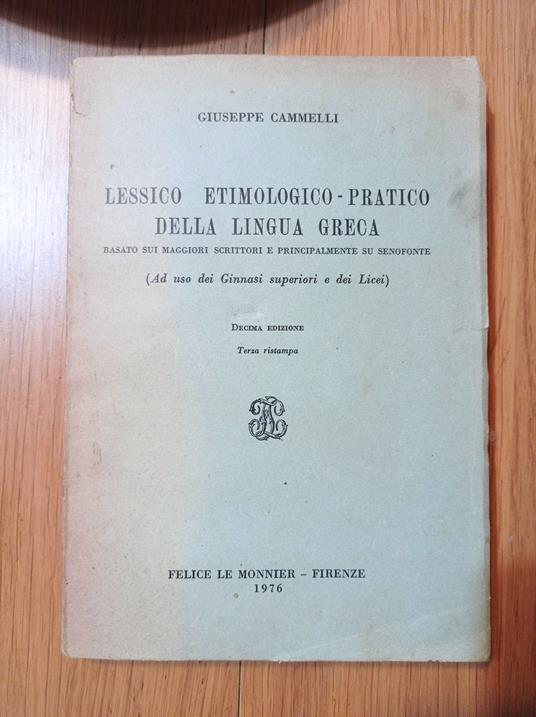 GIUSEPPE CAMMELLI
LESSICO ETIMOLOGICO-PRATICO
DELLA LINGUA GRECA
BASATO SUI MAGGIORI SCRITTORI E PRINCIPALMENTE SU SENOFONTE
(Ad uso dei Ginnasi superiori e dei Licei)
DECIMA EDIZIONE
Terza ristampa
FELICE LE MONNIER - FIRENZE
1976